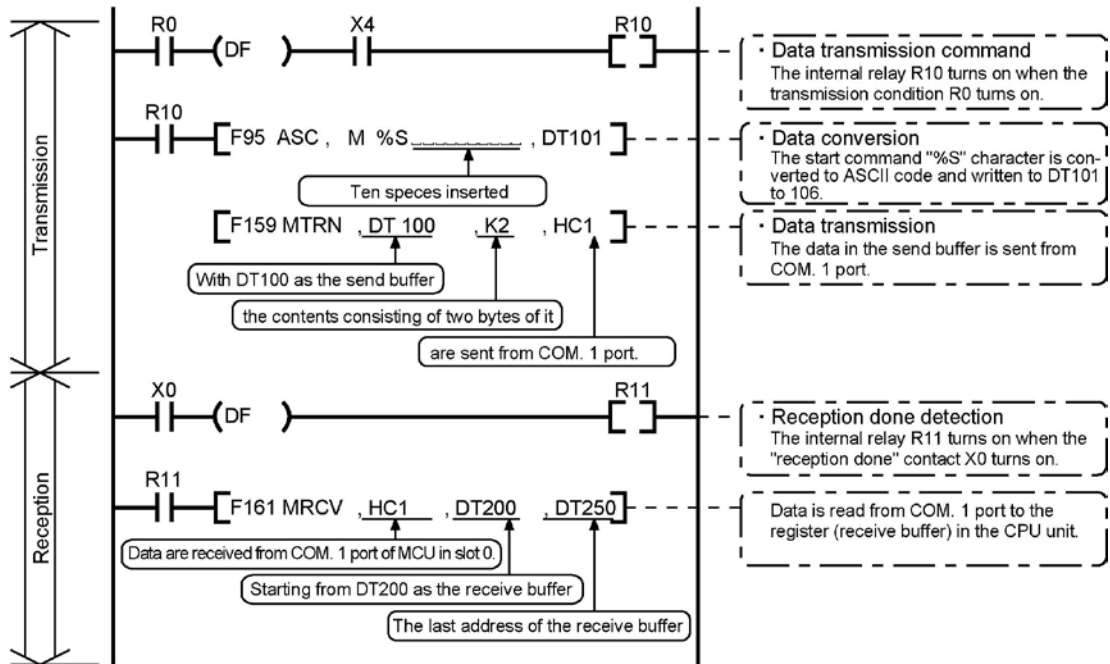 Transmission
R0
DF
X4
R10
· Data transmission command
The internal relay R10 turns on when the
transmission condition R0 turns on.
R10
F95 ASC , M %S , DT101
Ten speces inserted
· Data conversion
The start command "%S" character is con-
verted to ASCII code and written to DT101
to 106.
F159 MTRN , DT 100 , K2 , HC1
With DT100 as the send buffer
the contents consisting of two bytes of it
are sent from COM. 1 port.
· Data transmission
The data in the send buffer is sent from
COM. 1 port.
Reception
X0
DF
R11
· Reception done detection
The internal relay R11 turns on when the
"reception done" contact X0 turns on.
R11
F161 MRCV , HC1 , DT200 , DT250
Data are received from COM. 1 port of MCU in slot 0.
Starting from DT200 as the receive buffer
The last address of the receive buffer
Data is read from COM. 1 port to the
register (receive buffer) in the CPU unit.